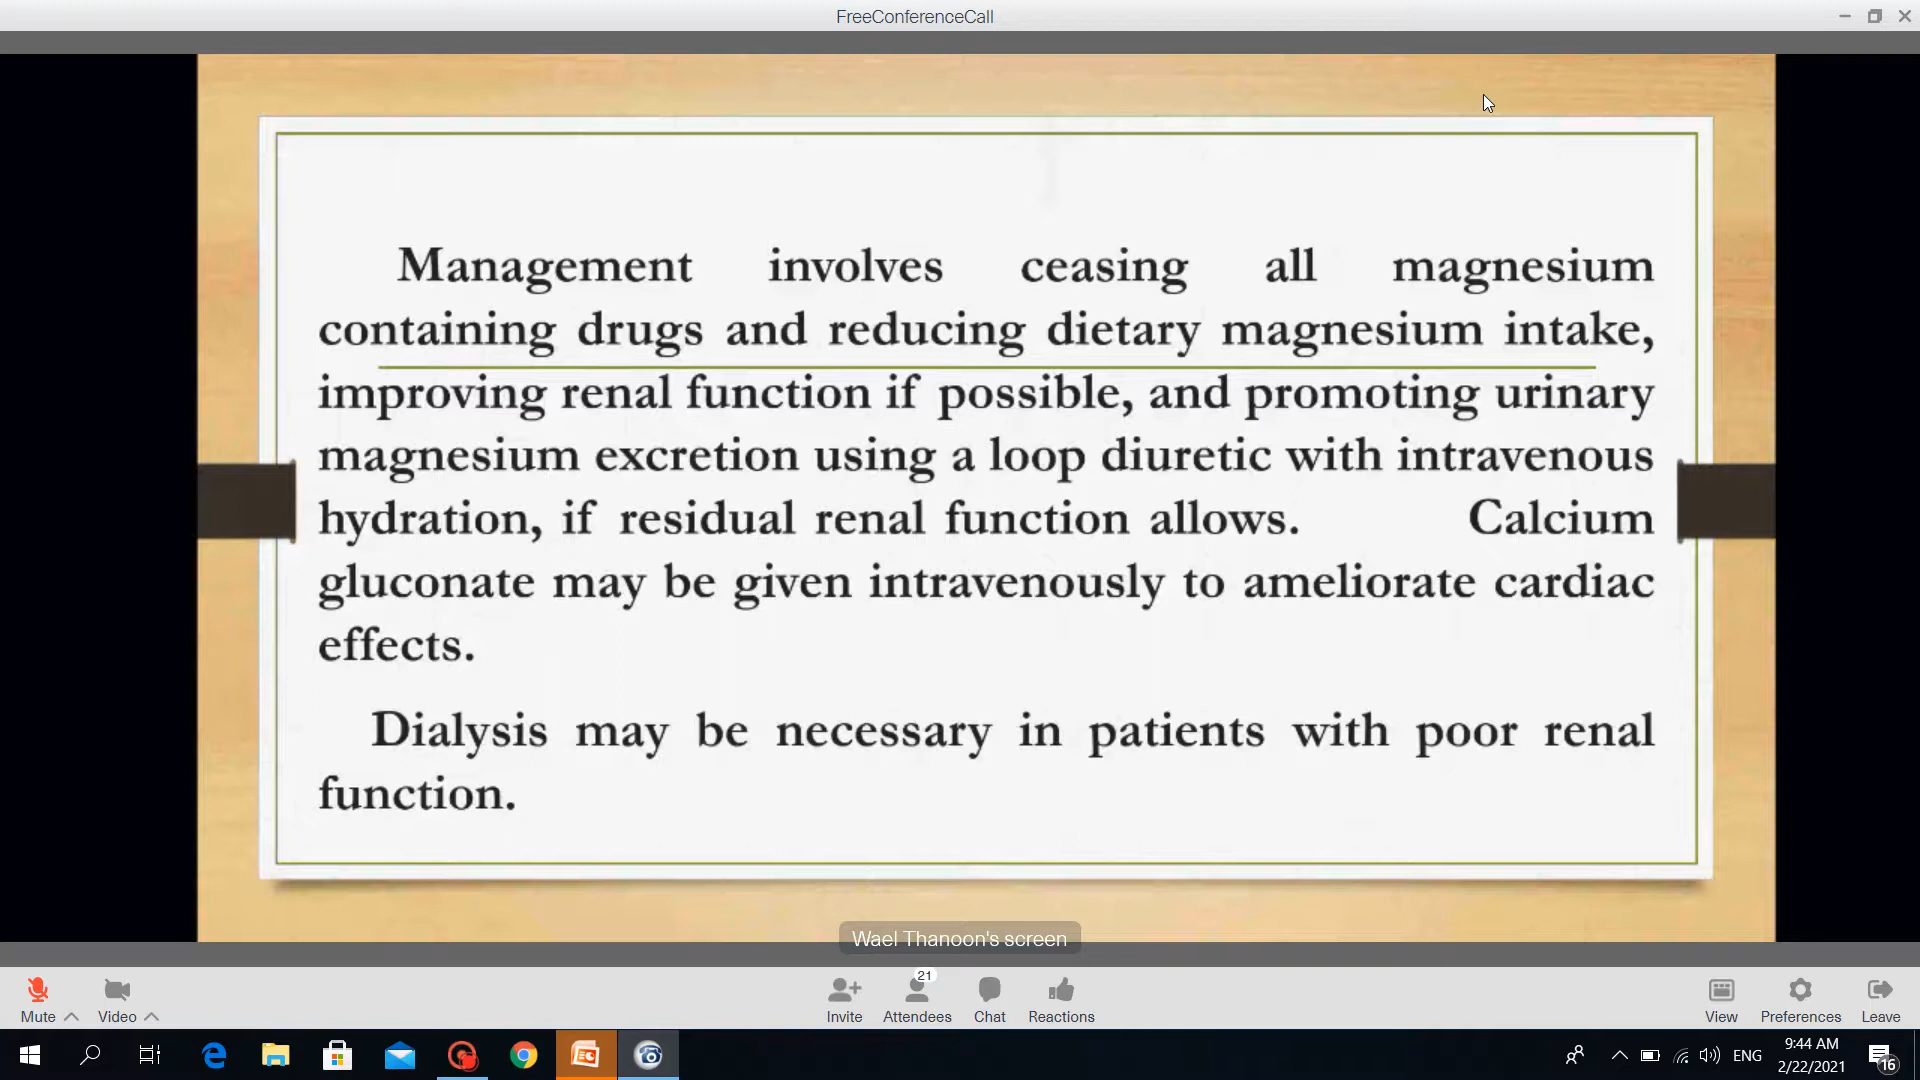 FreeConferenceCall
Management involves ceasing all magnesium
containing drugs and reducing dietary magnesium intake,
improving renal function if possible, and promoting urinary
magnesium excretion using a loop diuretic with intravenous
hydration, if residual renal function allows. Calcium
gluconate may be given intravenously to ameliorate cardiac
effects.
Dialysis may be necessary in patients with poor renal
function.
Wael Thanoon's screen
21
Mute Video Invite Attendees Chat Reactions View Preferences Leave
ENG
9:44 AM
2/22/2021
16